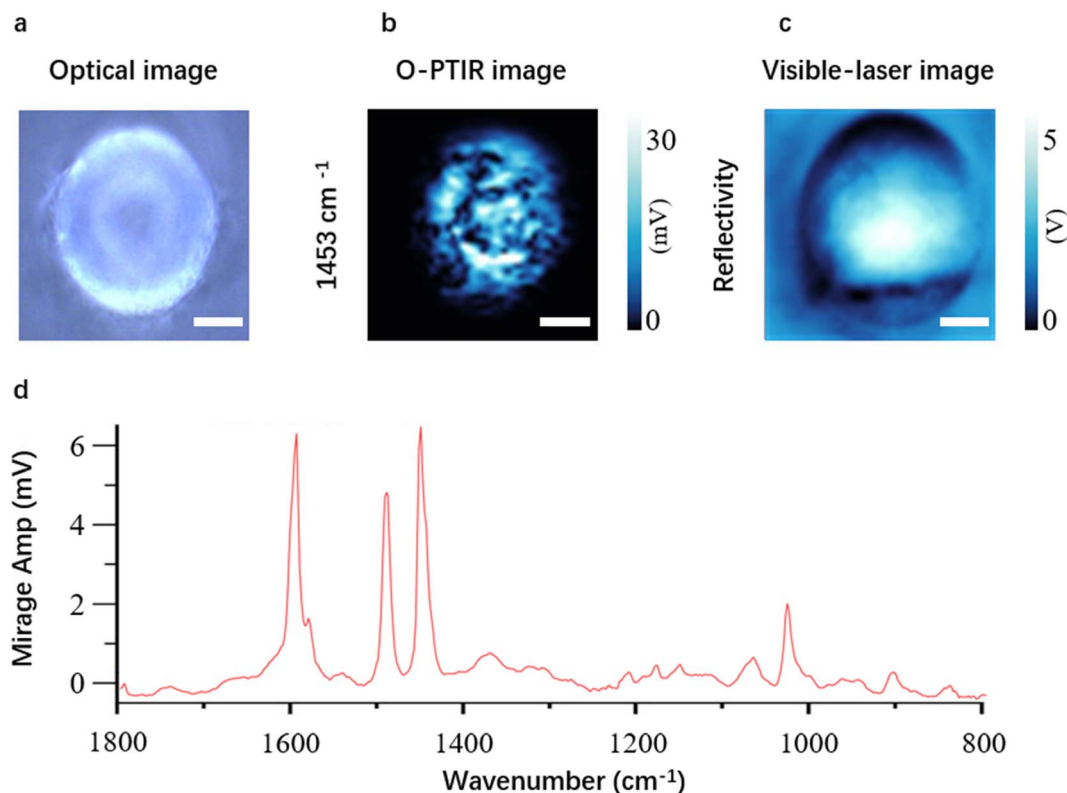 a
Optical image
b
O-PTIR image
1453 cm⁻¹
30
(mV)
0
c
Visible-laser image
Reflectivity
5
(V)
0
d
Mirage Amp (mV)
6
4
2
0
1800 1600 1400 1200 1000 800
Wavenumber (cm⁻¹)